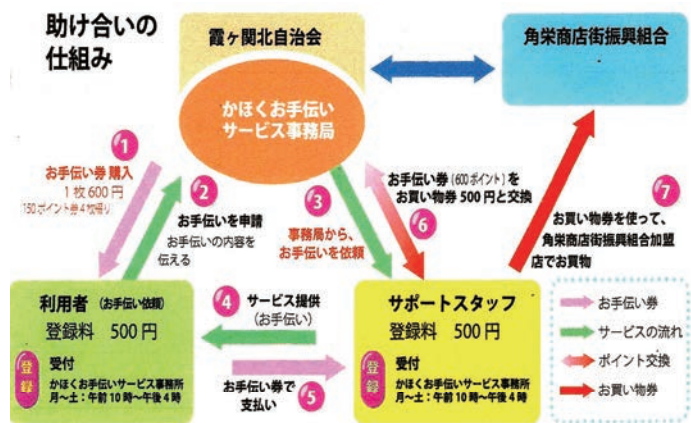 助け合いの
仕組み
霞ヶ関北自治会
かほくお手伝い
サービス事務局
角栄商店街振興組合
1
お手伝い券 購入
1枚600円
150ポイント券4枚綴り
2
お手伝いを申請
お手伝いの内容を
伝える
3
事務局から、
お手伝いを依頼
お手伝い券(600ポイント)を
お買い物券500円と交換
6
7
お買い物券を使って、
角栄商店街振興組合加盟
店でお買物
利用者 (お手伝い依頼)
登録料 500円
登録
受付
かほくお手伝いサービス事務所
月~土:午前10時~午後4時
4
サービス提供
(お手伝い)
お手伝い券で
支払い
5
サポートスタッフ
登録料 500円
登録
受付
かほくお手伝いサービス事務所
月~土:午前10時~午後4時
お手伝い券
サービスの流れ
ポイント交換
お買い物券